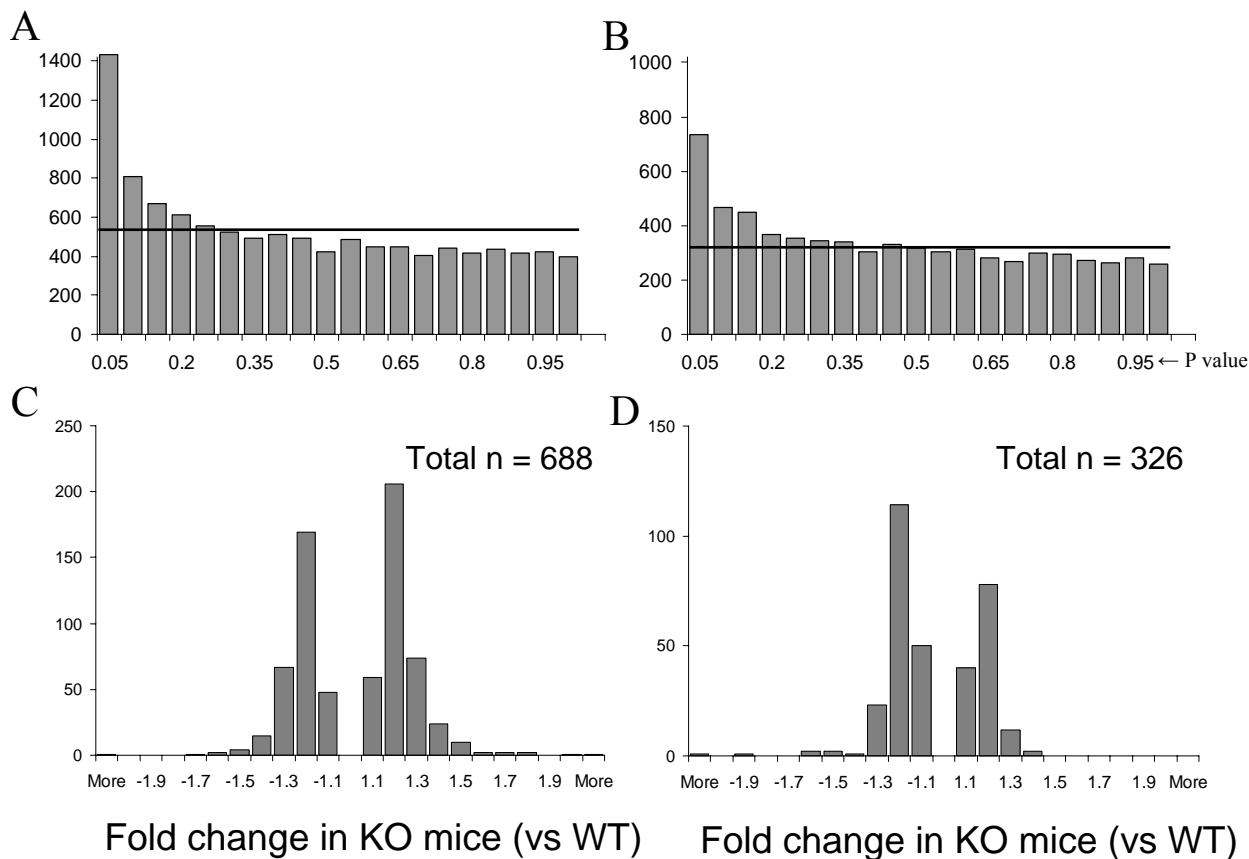 A
1400
1200
1000
800
600
400
200
0
0.05 0.2 0.35 0.5 0.65 0.8 0.95
B
1000
800
600
400
200
0
0.05 0.2 0.35 0.5 0.65 0.8 0.95 ← P value
C
250
200
150
100
50
0
Total n = 688
More -1.9 -1.7 -1.5 -1.3 -1.1 1.1 1.3 1.5 1.7 1.9 More
Fold change in KO mice (vs WT)
D
150
100
50
0
Total n = 326
More -1.9 -1.7 -1.5 -1.3 -1.1 1.1 1.3 1.5 1.7 1.9 More
Fold change in KO mice (vs WT)